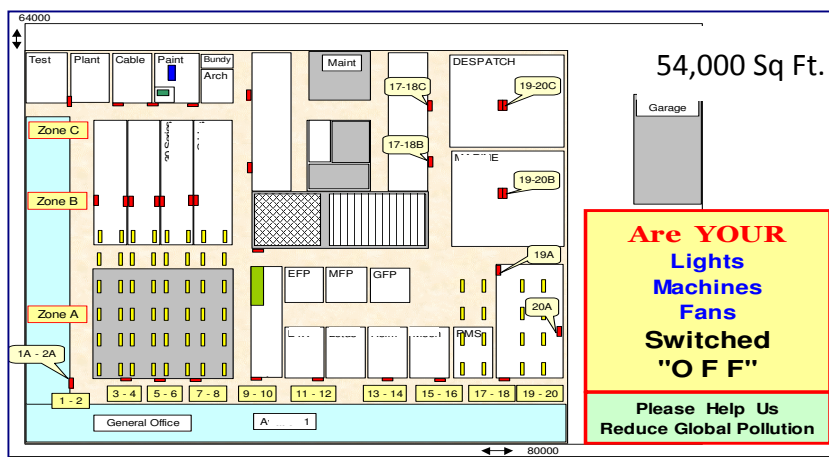 64000
54,000 Sq Ft.
Test
Plant
Cable
Paint
Bundy
Arch
Maint
DESPATCH
17-18C
19-20C
Garage
Zone C
17-18B
Zone B
19-20B
Are YOUR
Lights
Machines
Fans
Switched
"O F F"
Please Help Us
Reduce Global Pollution
19A
EFP
MFP
GFP
Zone A
20A
1A - 2A
1 - 2
3 - 4
5 - 6
7 - 8
9 - 10
11 - 12
13 - 14
15 - 16
17 - 18
19 - 20
General Office
80000